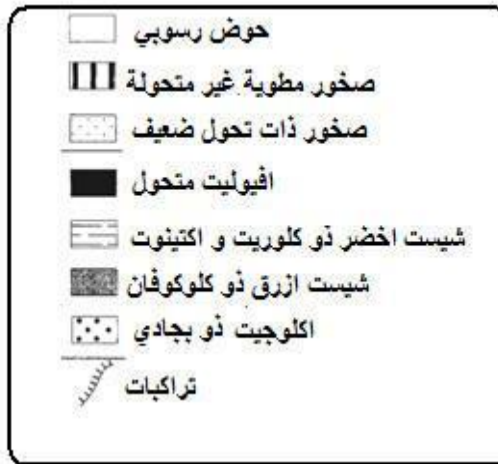 حوض رسوبي
صخور مطوية غير متحولة
صخور ذات تحول ضعيف
افيوليت متحول
شيست اخضر ذو كلوريت و اكتينوت
شيست ازرق ذو كلوكوفان
اكلوجيت ذو بجادي
تراكبات